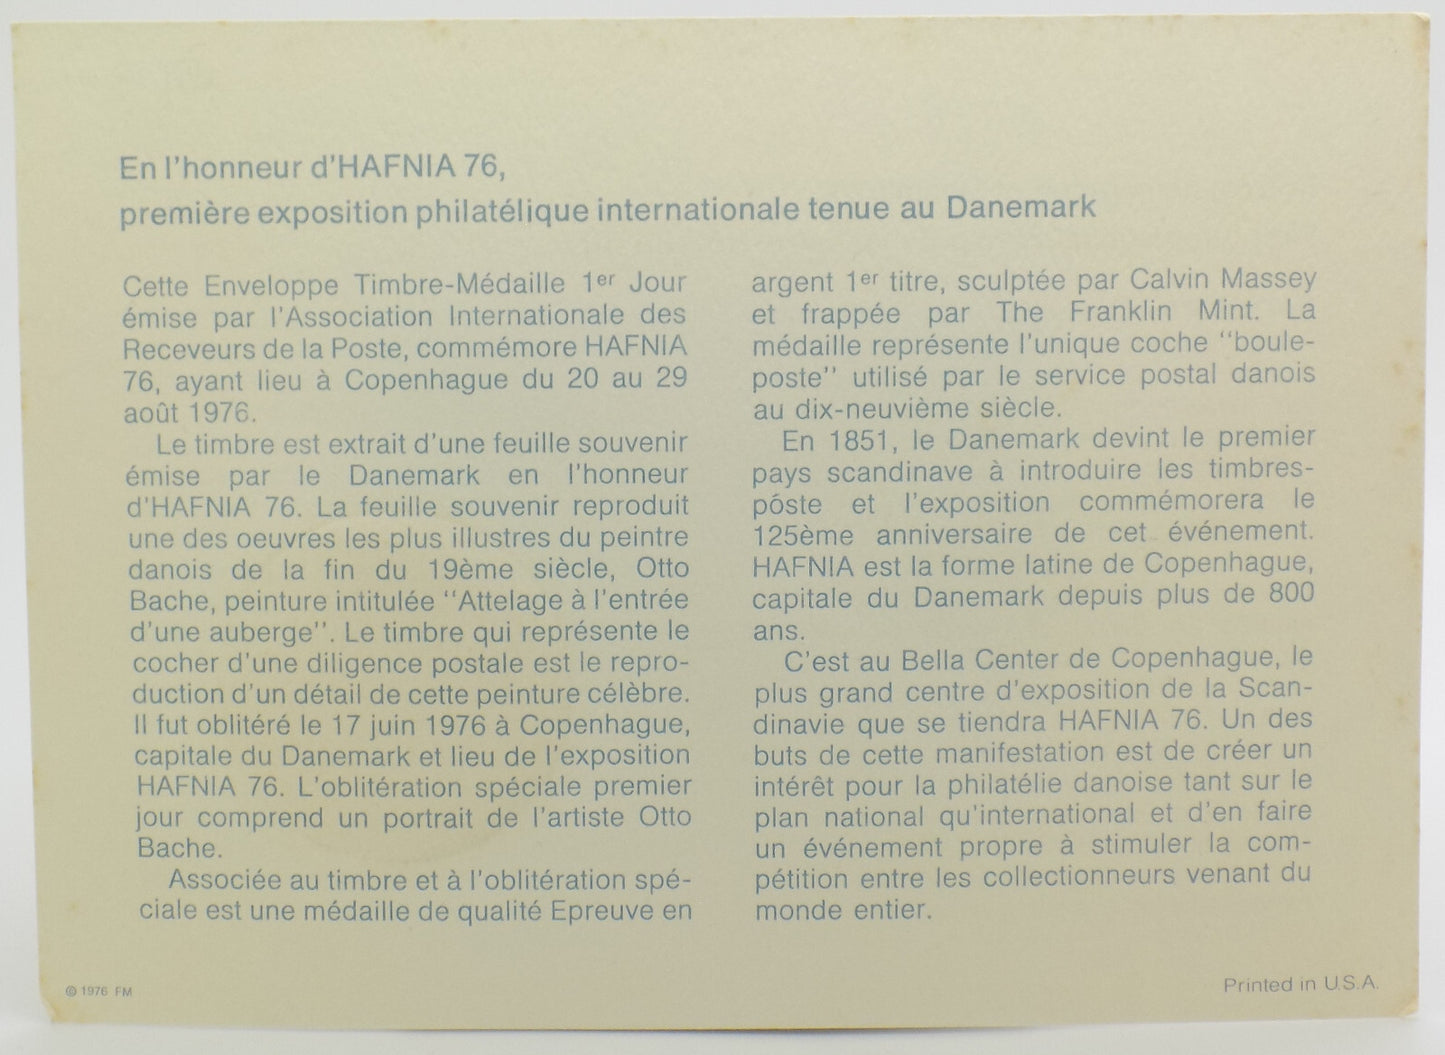 En l'honneur d'HAFNIA 76,
première exposition philatélique internationale tenue au Danemark
Cette Enveloppe Timbre-Médaille 1er Jour
émise par l'Association Internationale des
Receveurs de la Poste, commémore HAFNIA
76, ayant lieu à Copenhague du 20 au 29
août 1976.
Le timbre est extrait d'une feuille souvenir
émise par le Danemark en l'honneur
d'HAFNIA 76. La feuille souvenir reproduit
une des oeuvres les plus illustres du peintre
danois de la fin du 19ème siècle, Otto
Bache, peinture intitulée "Attelage à l'entrée
d'une auberge". Le timbre qui représente le
cocher d'une diligence postale est le repro-
duction d'un détail de cette peinture célèbre.
Il fut oblitéré le 17 juin 1976 à Copenhague,
capitale du Danemark et lieu de l'exposition
HAFNIA 76. L'oblitération spéciale premier
jour comprend un portrait de l'artiste Otto
Bache.
Associée au timbre et à l'oblitération spé-
ciale est une médaille de qualité Epreuve en
argent 1er titre, sculptée par Calvin Massey
et frappée par The Franklin Mint. La
médaille représente l'unique coche "boule-
poste" utilisé par le service postal danois
au dix-neuvième siècle.
En 1851, le Danemark devint le premier
pays scandinave à introduire les timbres-
póste et l'exposition commémorera le
125ème anniversaire de cet événement.
HAFNIA est la forme latine de Copenhague,
capitale du Danemark depuis plus de 800
ans.
C'est au Bella Center de Copenhague, le
plus grand centre d'exposition de la Scan-
dinavie que se tiendra HAFNIA 76. Un des
buts de cette manifestation est de créer un
intérêt pour la philatélie danoise tant sur le
plan national qu'international et d'en faire
un événement propre à stimuler la com-
pétition entre les collectionneurs venant du
monde entier.
© 1976 FM
Printed in U.S.A.